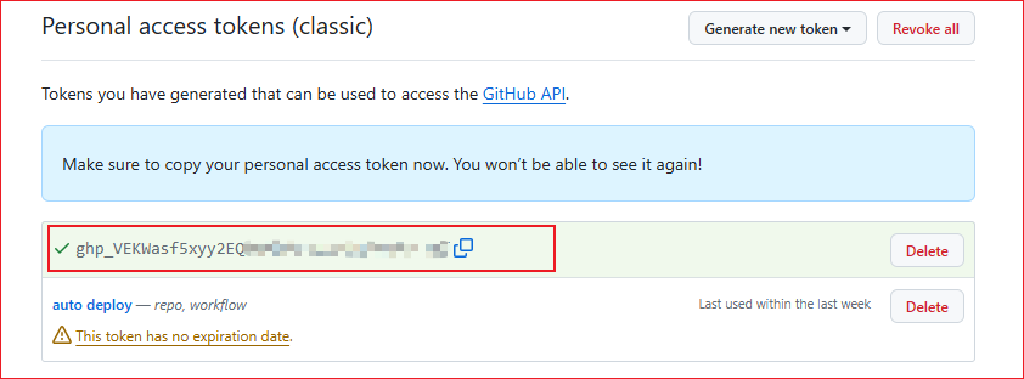 Personal access tokens (classic)
Generate new token
Revoke all
Tokens you have generated that can be used to access the GitHub API.
Make sure to copy your personal access token now. You won't be able to see it again!
ghp_VEKWasf5xyy2EQ
Delete
auto deploy — repo, workflow
Last used within the last week
Delete
This token has no expiration date.